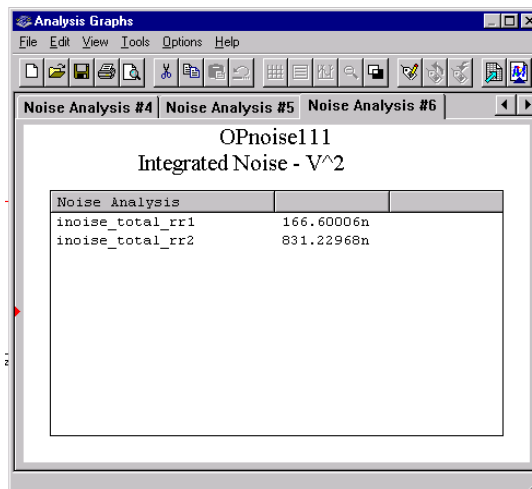 Analysis Graphs
File Edit View Tools Options Help
Noise Analysis #4 Noise Analysis #5 Noise Analysis #6
OPnoise111
Integrated Noise - V^2
Noise Analysis
inoise_total_rr1 166.60006n
inoise_total_rr2 831.22968n